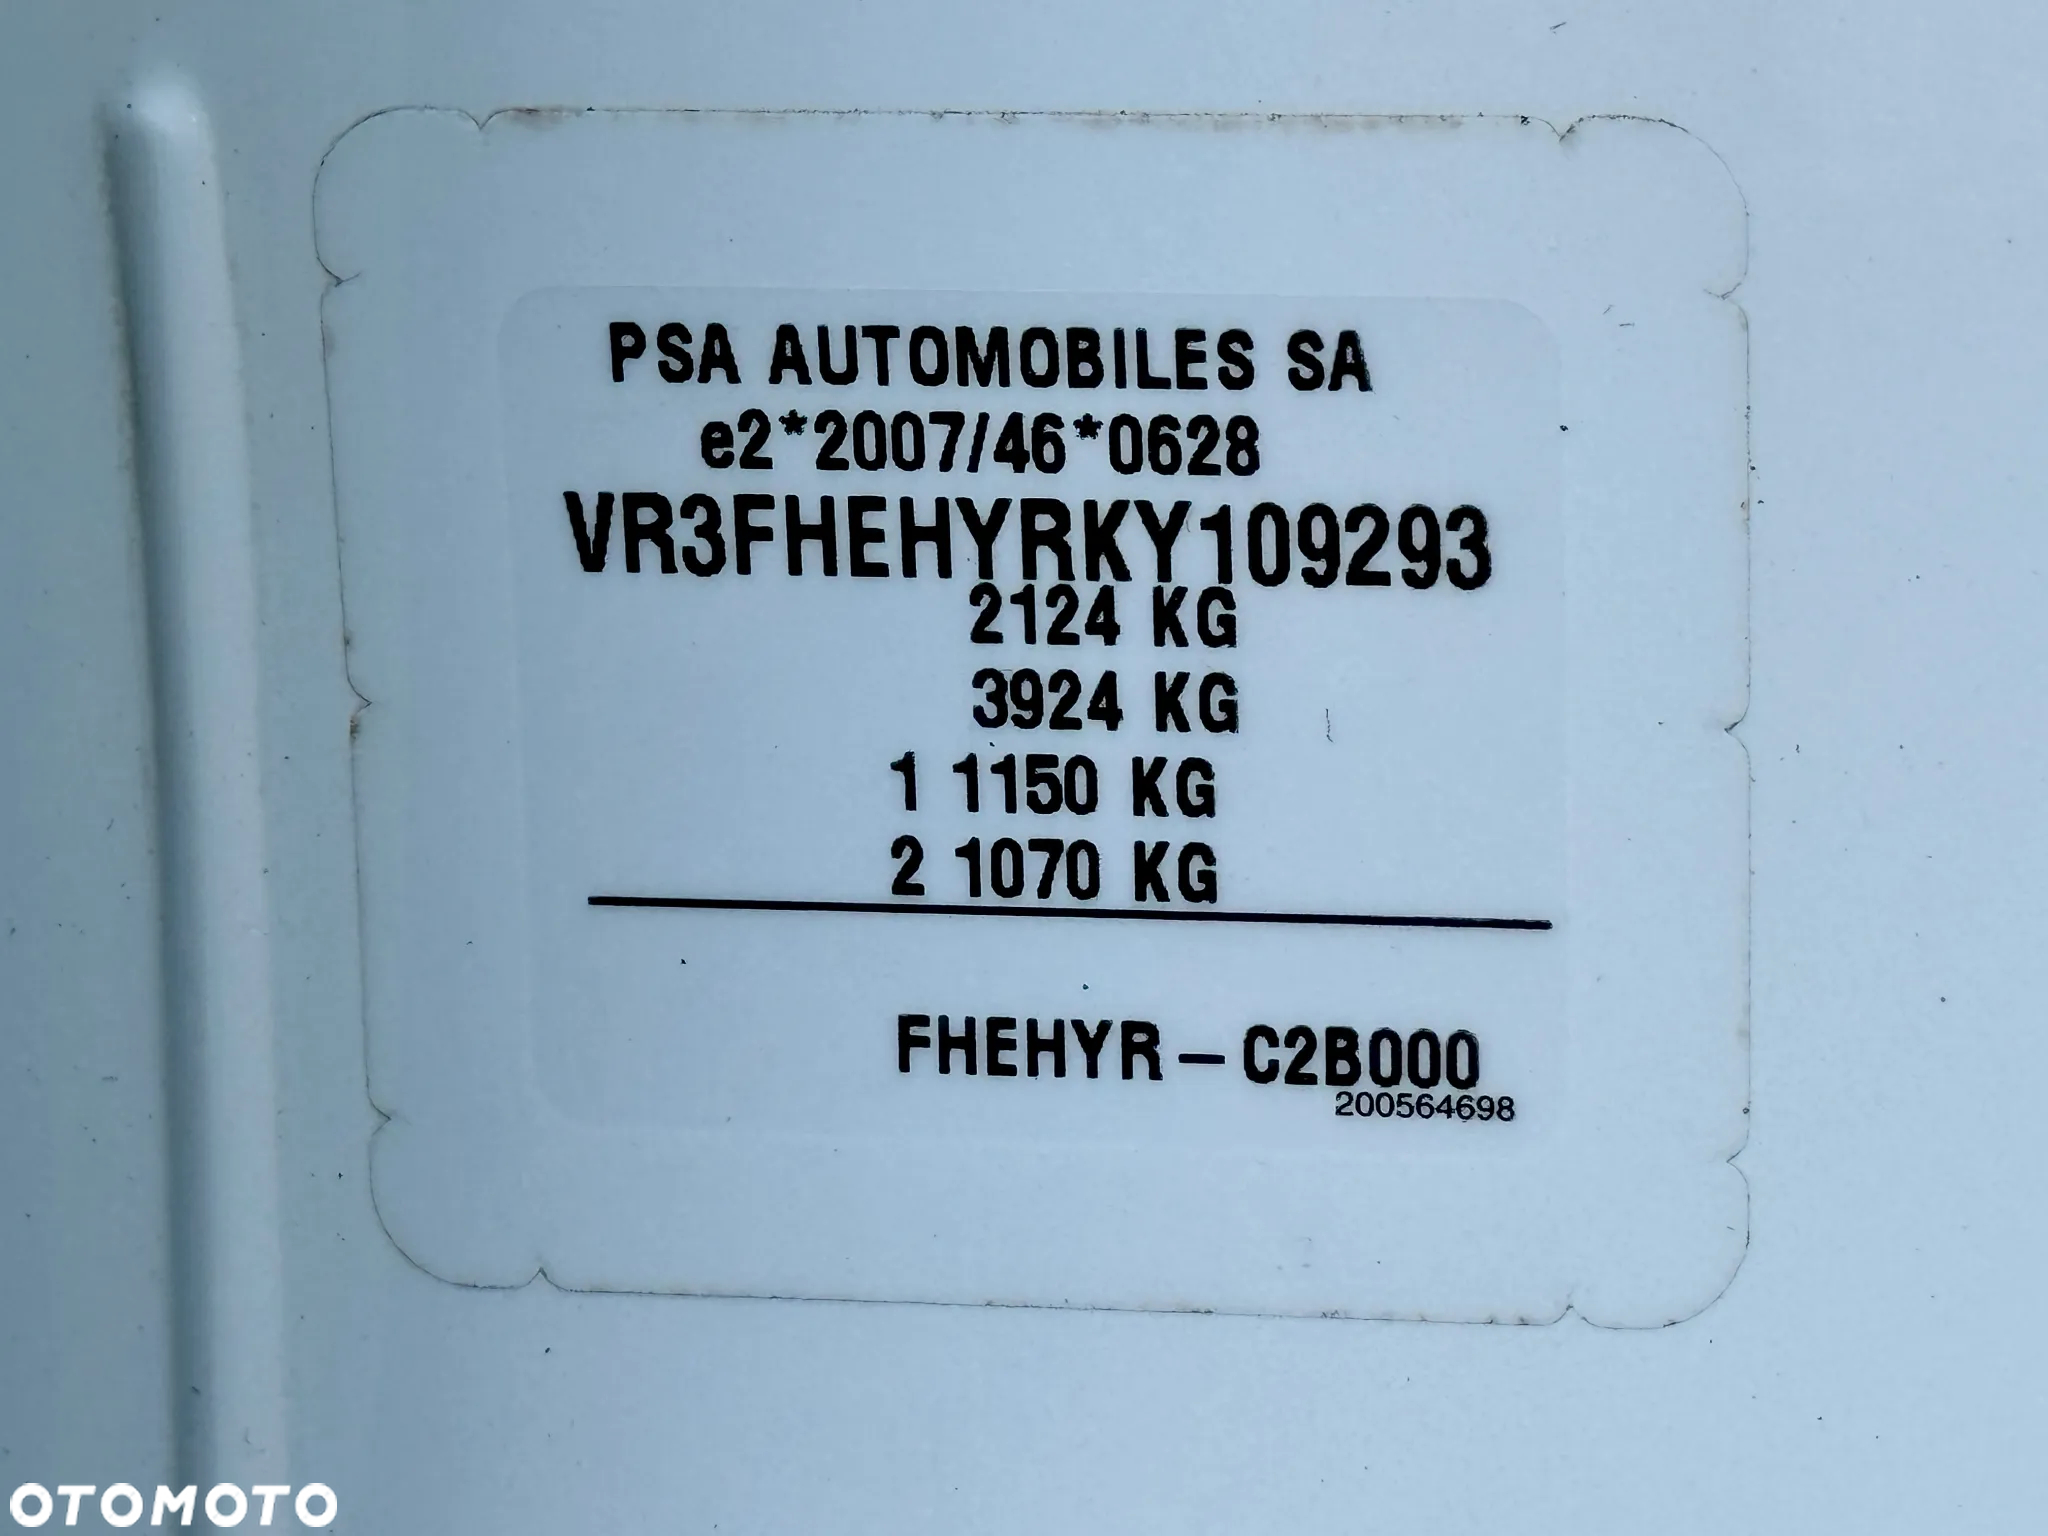 PSA AUTOMOBILES SA
e2*2007/46*0628
VR3FHEHYRKY109293
2124 KG
3924 KG
1 1150 KG
2 1070 KG
FHEHYR - C2B000
200564698
OTOMOTO